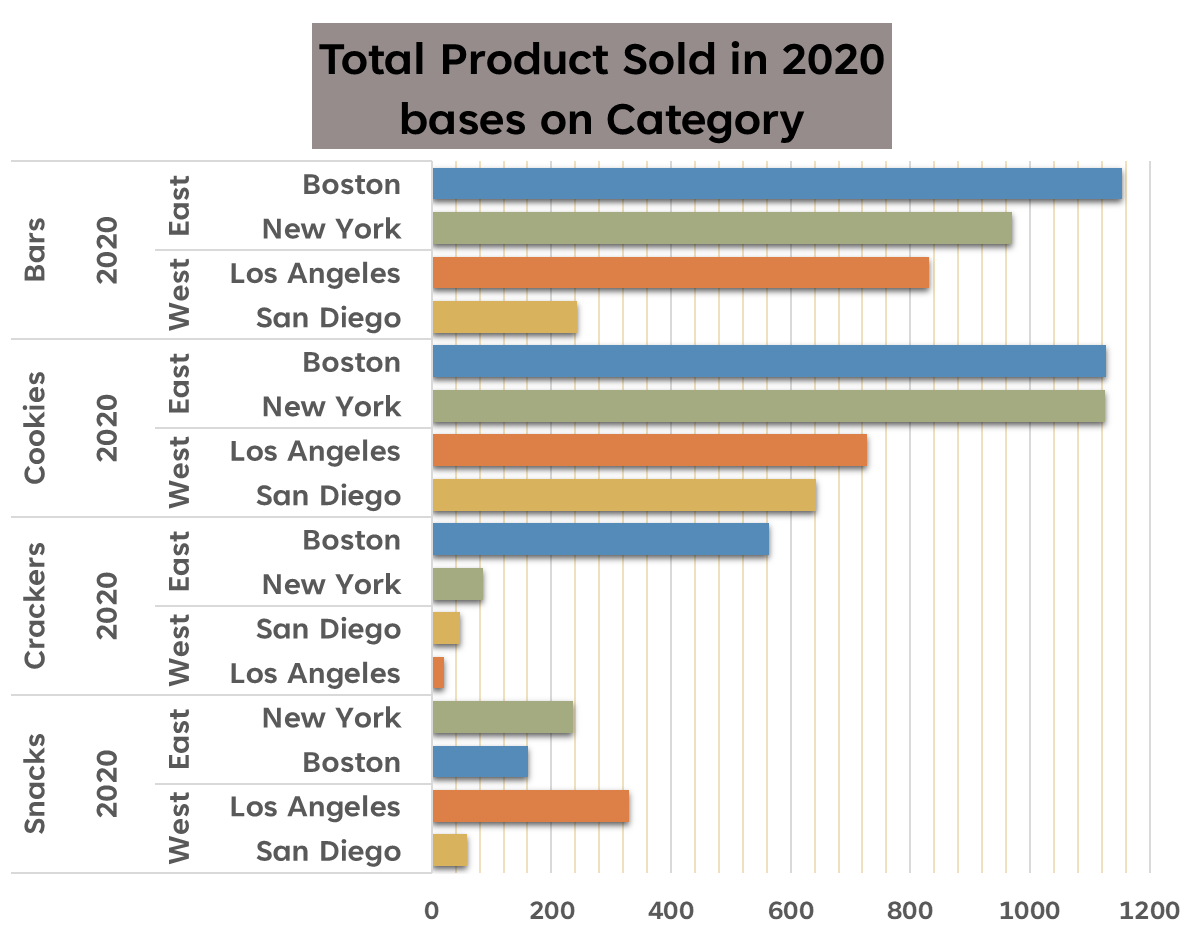 Total Product Sold in 2020
bases on Category
Bars
2020
East
Boston
New York
West
Los Angeles
San Diego
Cookies
2020
East
Boston
New York
West
Los Angeles
San Diego
Crackers
2020
East
Boston
New York
West
San Diego
Los Angeles
Snacks
2020
East
New York
Boston
West
Los Angeles
San Diego
0 200 400 600 800 1000 1200